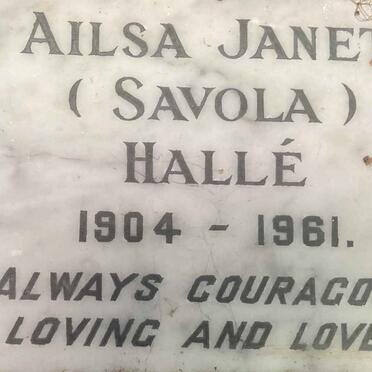 AILSA JANET
( SAVOLA )
HALLÉ
1904 - 1961.
ALWAYS COURAGO
LOVING AND LOVE